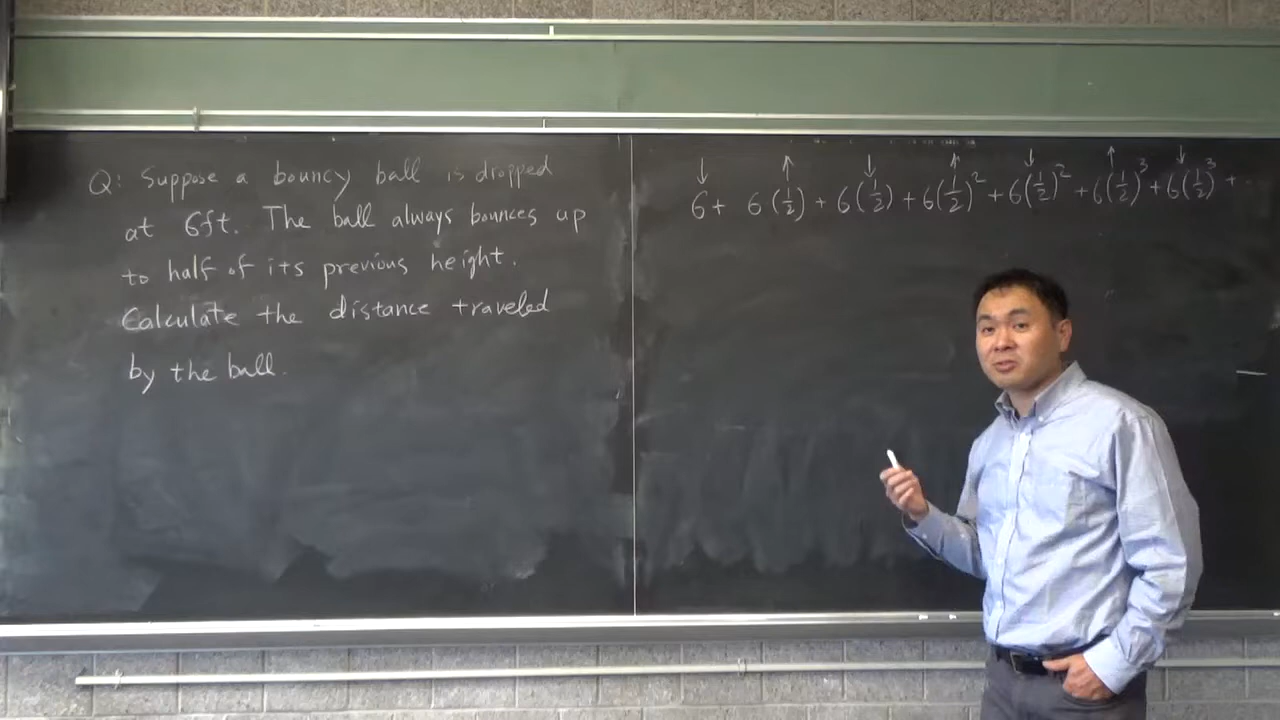 Q: Suppose a bouncy ball is dropped
at 6ft. The ball always bounces up
to half of its previous height.
Calculate the distance traveled
by the ball.
↓ ↑ ↓ ↑ ↓ ↑ ↓
6 + 6(1/2) + 6(1/2) + 6(1/2)² + 6(1/2)² + 6(1/2)³ + 6(1/2)³ + ...